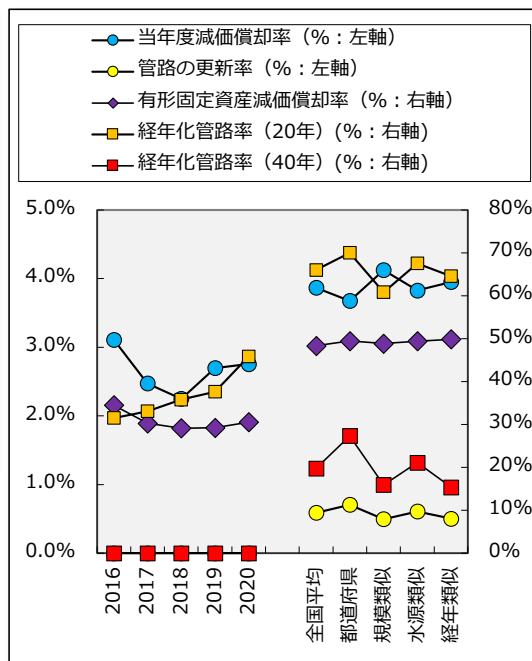 当年度減価償却率（%：左軸）
管路の更新率（%：左軸）
有形固定資産減価償却率（%：右軸）
経年化管路率（20年）(%：右軸)
経年化管路率（40年）(%：右軸)
5.0%
4.0%
3.0%
2.0%
1.0%
0.0%
80%
70%
60%
50%
40%
30%
20%
10%
0%
2016
2017
2018
2019
2020
全国平均
都道府県
規模類似
水源類似
経年類似